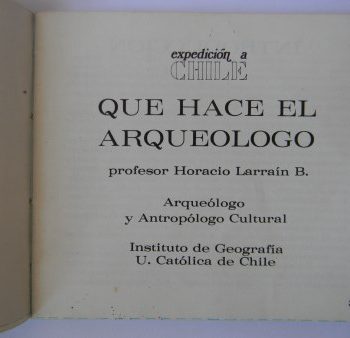 expedición a
CHILE
QUE HACE EL
ARQUEOLOGO
profesor Horacio Larraín B.
Arqueólogo
y Antropólogo Cultural
Instituto de Geografía
U. Católica de Chile